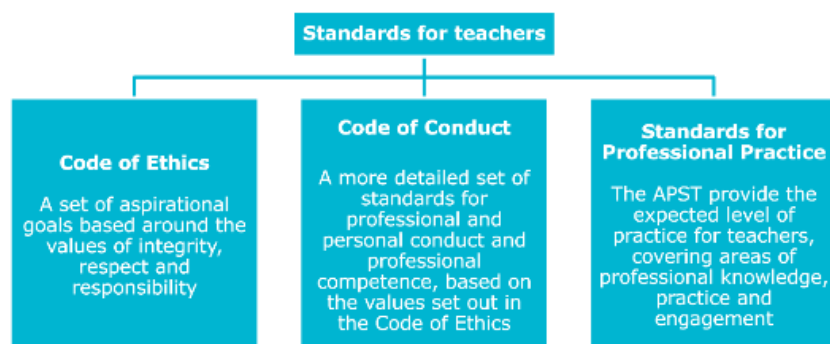 Standards for teachers
Code of Ethics
A set of aspirational
goals based around the
values of integrity,
respect and
responsibility
Code of Conduct
A more detailed set of
standards for
professional and
personal conduct and
professional
competence, based on
the values set out in
the Code of Ethics
Standards for
Professional Practice
The APST provide the
expected level of
practice for teachers,
covering areas of
professional knowledge,
practice and
engagement